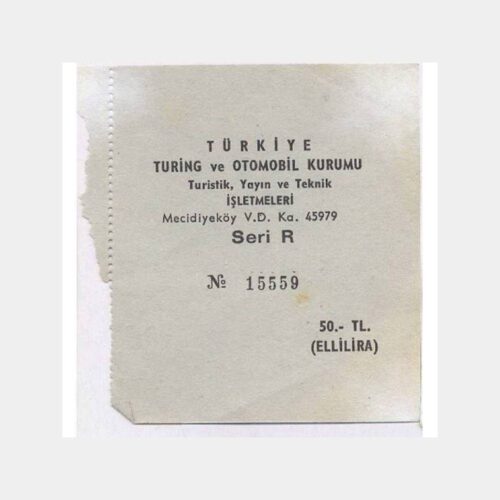 TÜRKİYE
TURİNG ve OTOMOBİL KURUMU
Turistik, Yayın ve Teknik
İŞLETMELERİ
Mecidiyeköy V.D. Ka. 45979
Seri R
№ 15559
50.- TL.
(ELLİLİRA)